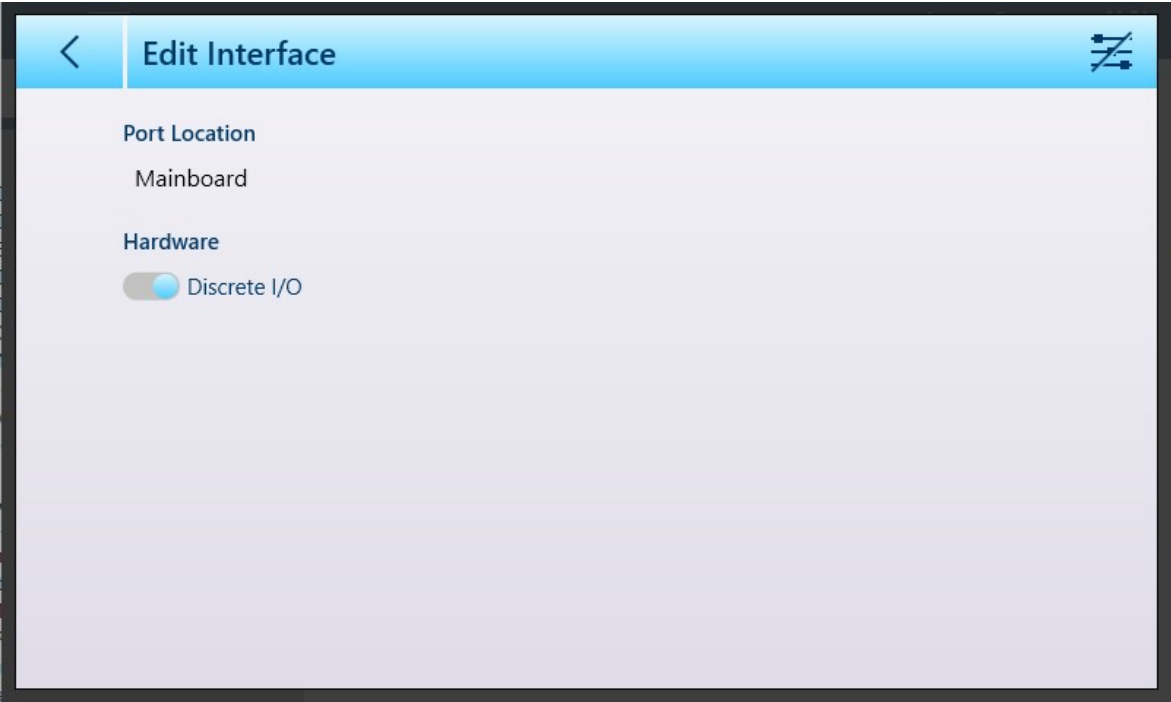 Edit Interface
Port Location
Mainboard
Hardware
Discrete I/O